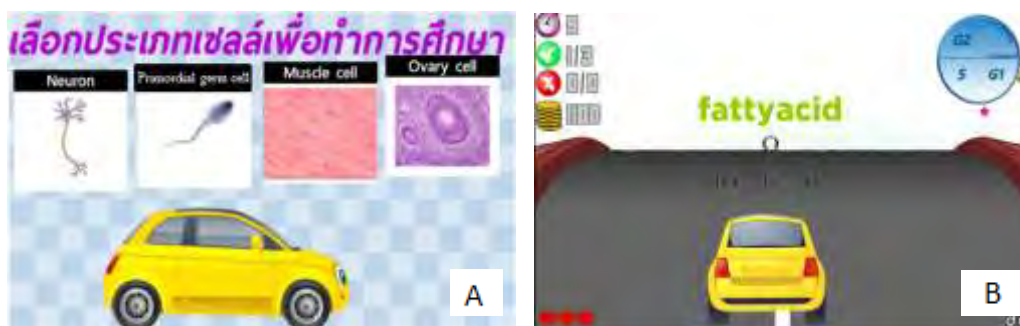 เลือกประเภทเซลล์เพื่อทำการศึกษา
Neuron
Primordial germ cell
Muscle cell
Ovary cell
A
G2
S G1
fattyacid
B